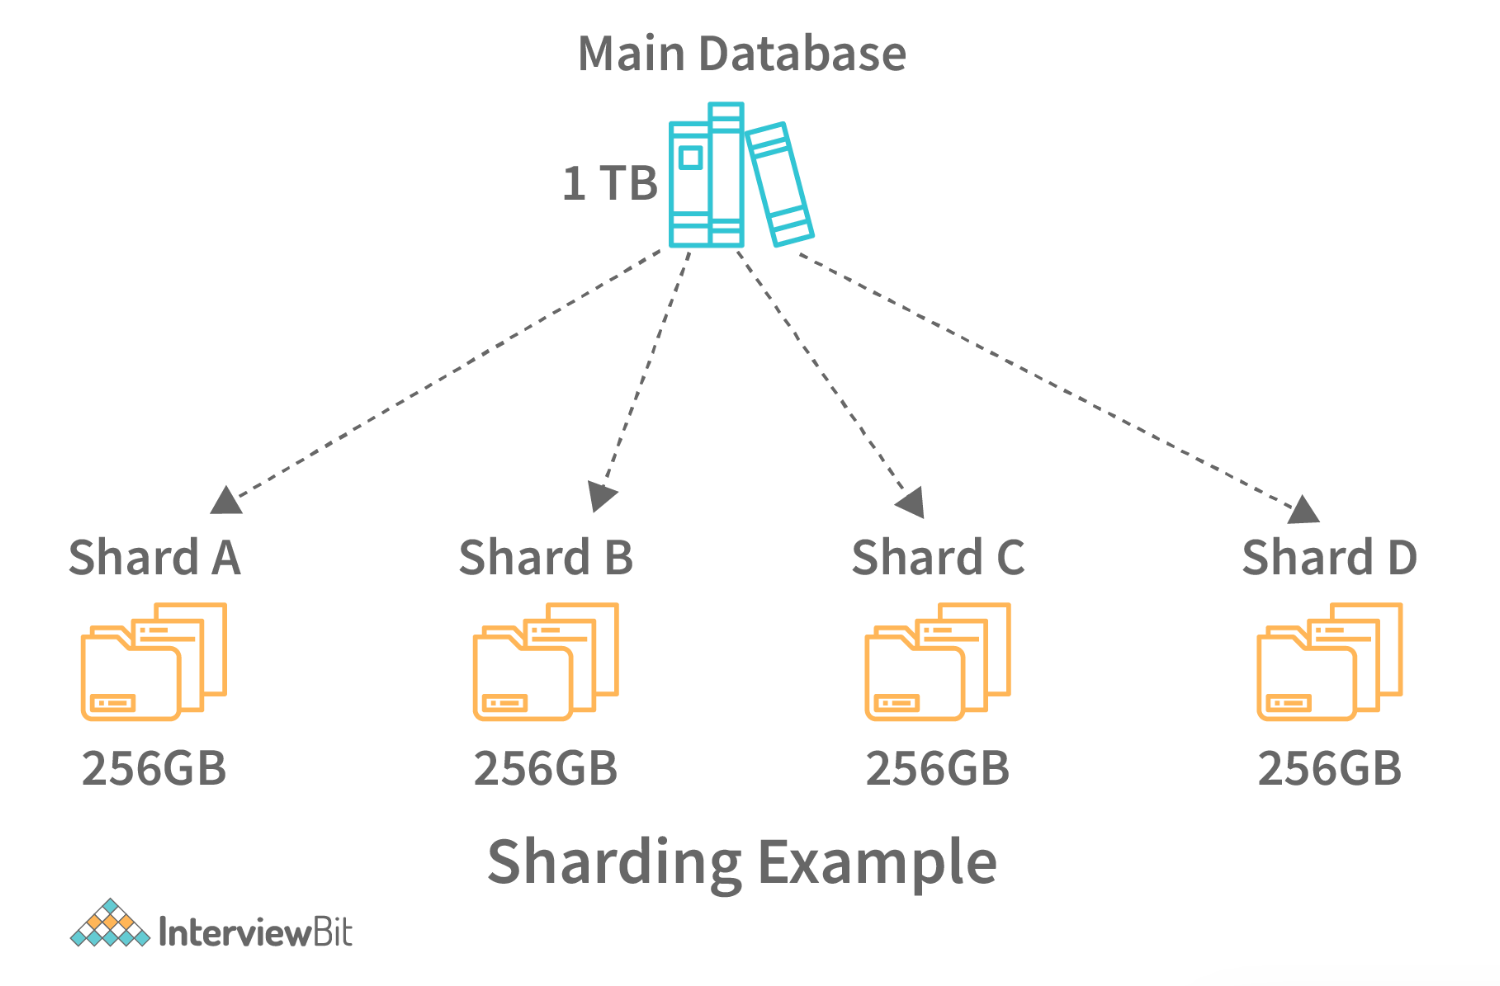 Main Database
1 TB
Shard A
Shard B
Shard C
Shard D
256GB
256GB
256GB
256GB
Sharding Example
InterviewBit